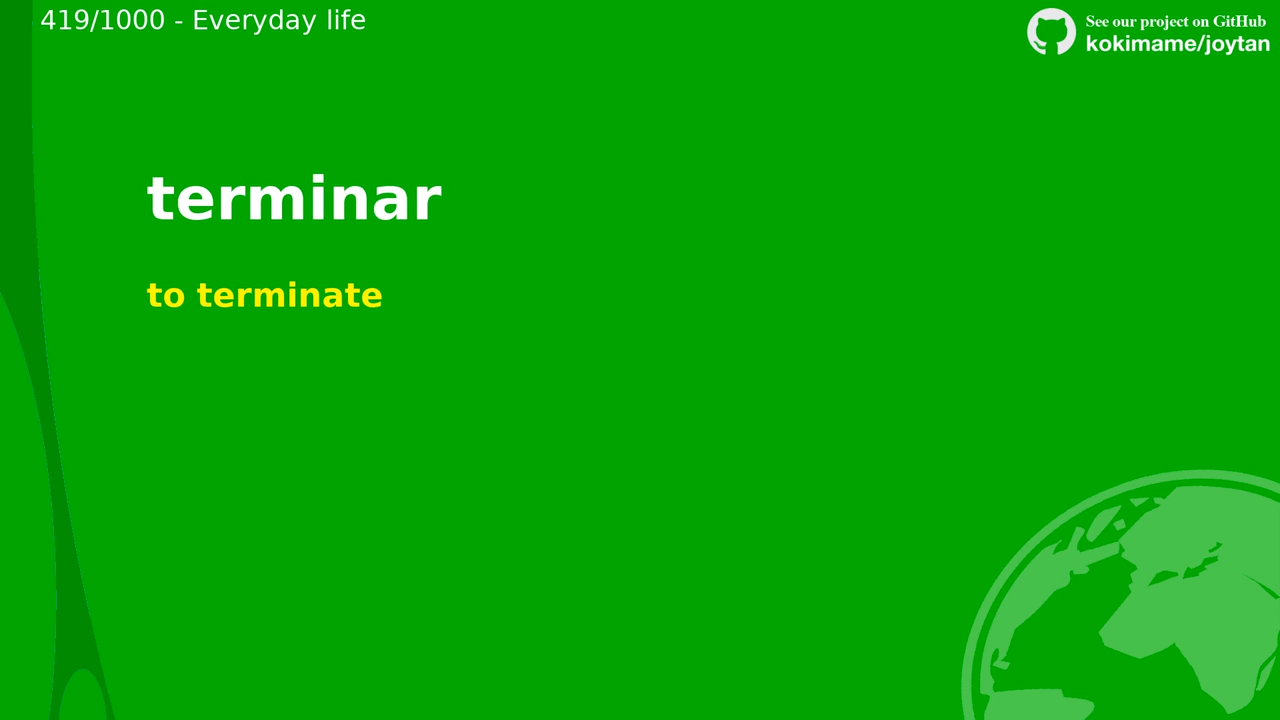 419/1000 - Everyday life
See our project on GitHub
kokimame/joytan
terminar
to terminate